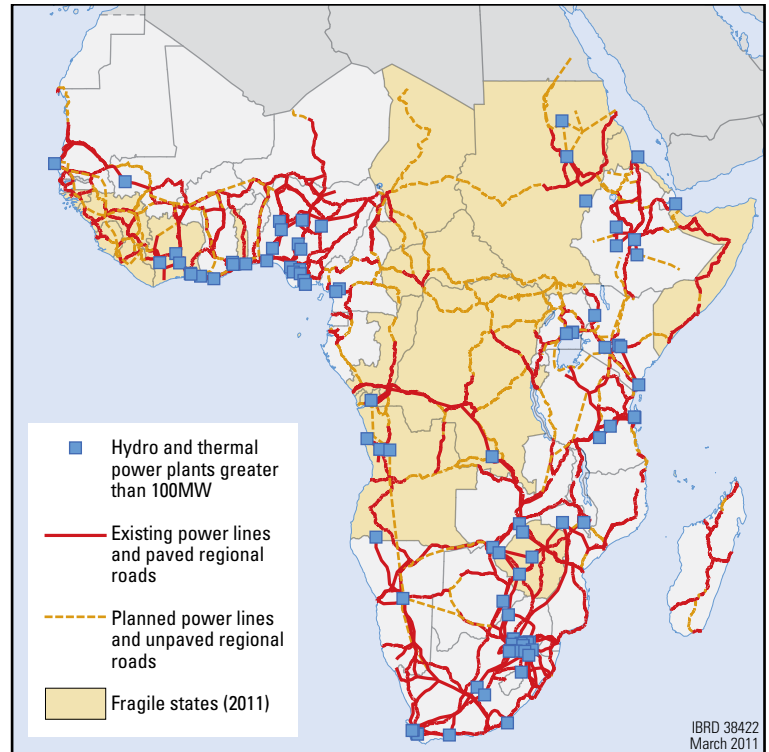 Hydro and thermal
power plants greater
than 100MW
Existing power lines
and paved regional
roads
Planned power lines
and unpaved regional
roads
Fragile states (2011)
IBRD 38422
March 2011